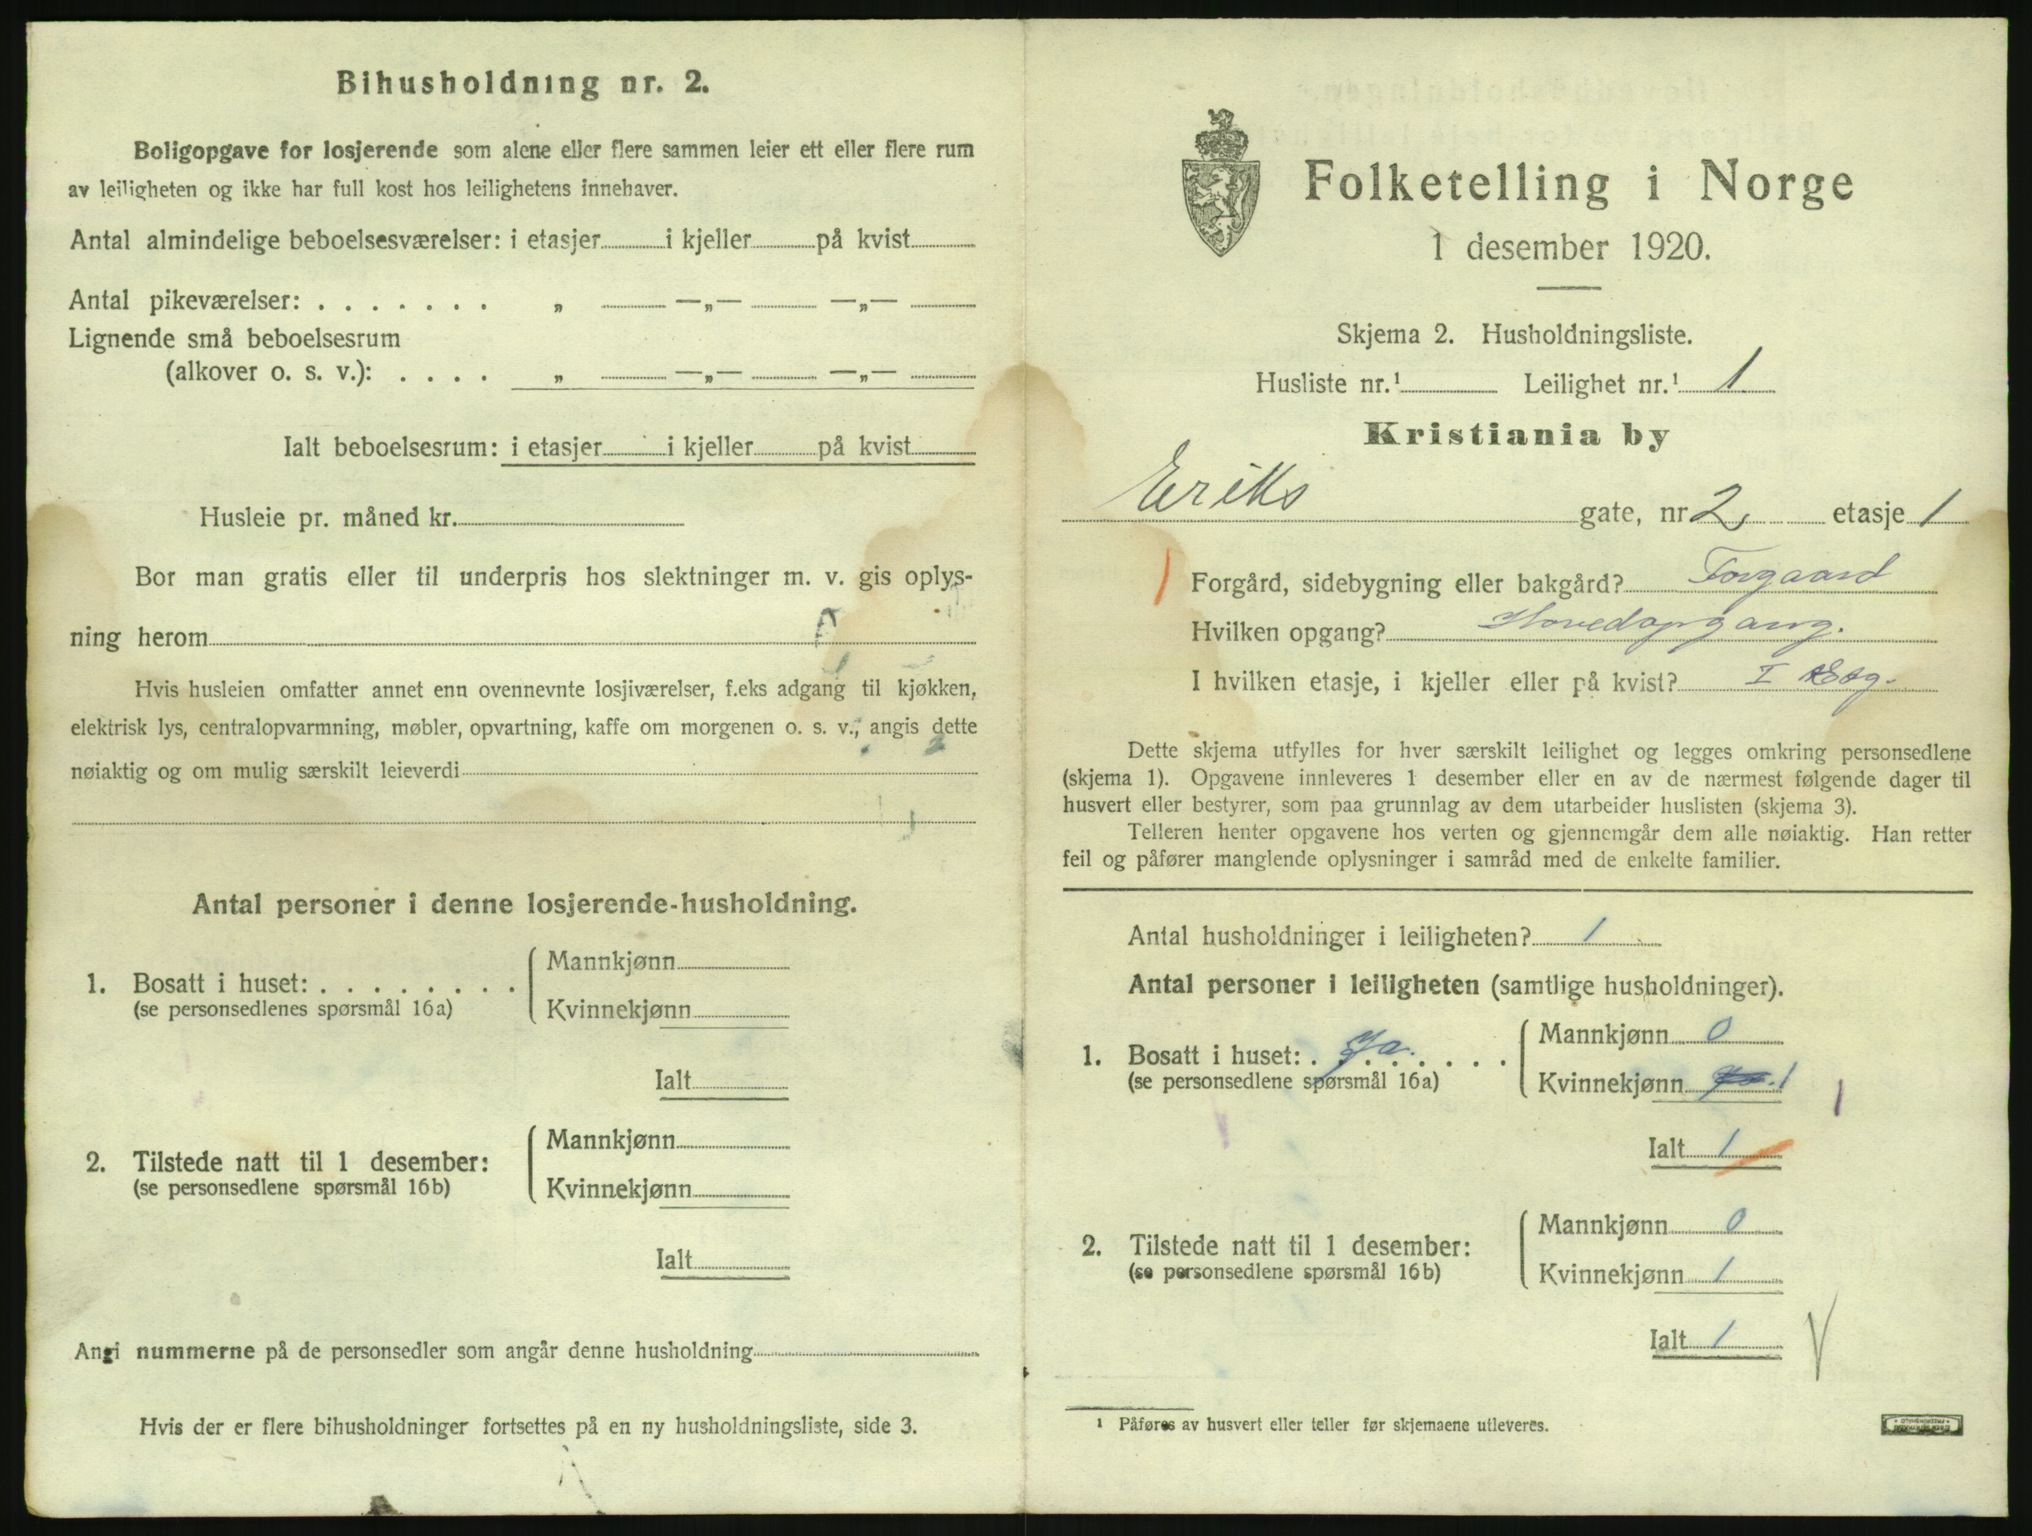 Bihusholdning nr. 2.
Boligopgave for losjerende som alene eller flere sammen leier ett eller flere rum
av leiligheten og ikke har full kost hos leilighetens innehaver.
Antal almindelige beboelsesværelser: i etasjer i kjeller på kvist
Antal pikeværelser: . . . . . . . „ —„— —„—
Lignende små beboelsesrum
(alkover o. s. v.): . . . . „ —„— —„—
Ialt beboelsesrum: i etasjer i kjeller på kvist
Husleie pr. måned kr.
Bor man gratis eller til underpris hos slektninger m. v. gis oplys-
ning herom
Hvis husleien omfatter annet enn ovennevnte losjiværelser, f.eks adgang til kjøkken,
elektrisk lys, centralopvarmning, møbler, opvartning, kaffe om morgenen o. s. v., angis dette
nøiaktig og om mulig særskilt leieverdi
Antal personer i denne losjerende-husholdning.
1. Bosatt i huset: . . . . . . . .
(se personsedlenes spørsmål 16a)
Mannkjønn
Kvinnekjønn
Ialt
2. Tilstede natt til 1 desember:
(se personsedlene spørsmål 16b)
Mannkjønn
Kvinnekjønn
Ialt
Angi nummerne på de personsedler som angår denne husholdning
Hvis der er flere bihusholdninger fortsettes på en ny husholdningsliste, side 3.
Folketelling i Norge
1 desember 1920.
Skjema 2. Husholdningsliste.
Husliste nr.¹ Leilighet nr.¹ 1
Kristiania by
Eriks gate, nr 2, etasje 1
1 Forgård, sidebygning eller bakgård? Forgaard
Hvilken opgang? Hovedopgang.
I hvilken etasje, i kjeller eller på kvist? I Etg.
Dette skjema utfylles for hver særskilt leilighet og legges omkring personsedlene
(skjema 1). Opgavene innleveres 1 desember eller en av de nærmest følgende dager til
husvert eller bestyrer, som paa grunnlag av dem utarbeider huslisten (skjema 3).
Telleren henter opgavene hos verten og gjennemgår dem alle nøiaktig. Han retter
feil og påfører manglende oplysninger i samråd med de enkelte familier.
Antal husholdninger i leiligheten? 1
Antal personer i leiligheten (samtlige husholdninger).
1. Bosatt i huset: . Ja. . . . . .
(se personsedlene spørsmål 16a)
Mannkjønn 0
Kvinnekjønn 1 1
Ialt 1
2. Tilstede natt til 1 desember:
(se personsedlene spørsmål 16b)
Mannkjønn 0
Kvinnekjønn 1
Ialt 1
¹ Påføres av husvert eller teller før skjemaene utleveres.